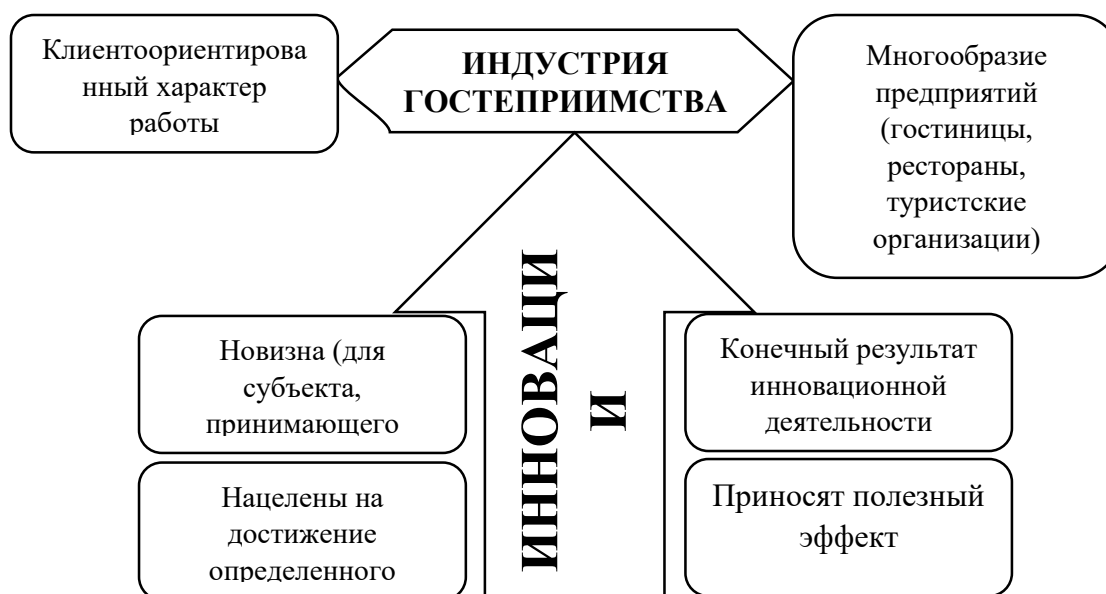 Клиентоориентирова
нный характер
работы
ИНДУСТРИЯ
ГОСТЕПРИИМСТВА
Многообразие
предприятий
(гостиницы,
рестораны,
туристские
организации)
ИННОВАЦИ
И
Новизна (для
субъекта,
принимающего
Конечный результат
инновационной
деятельности
Нацелены на
достижение
определенного
Приносят полезный
эффект